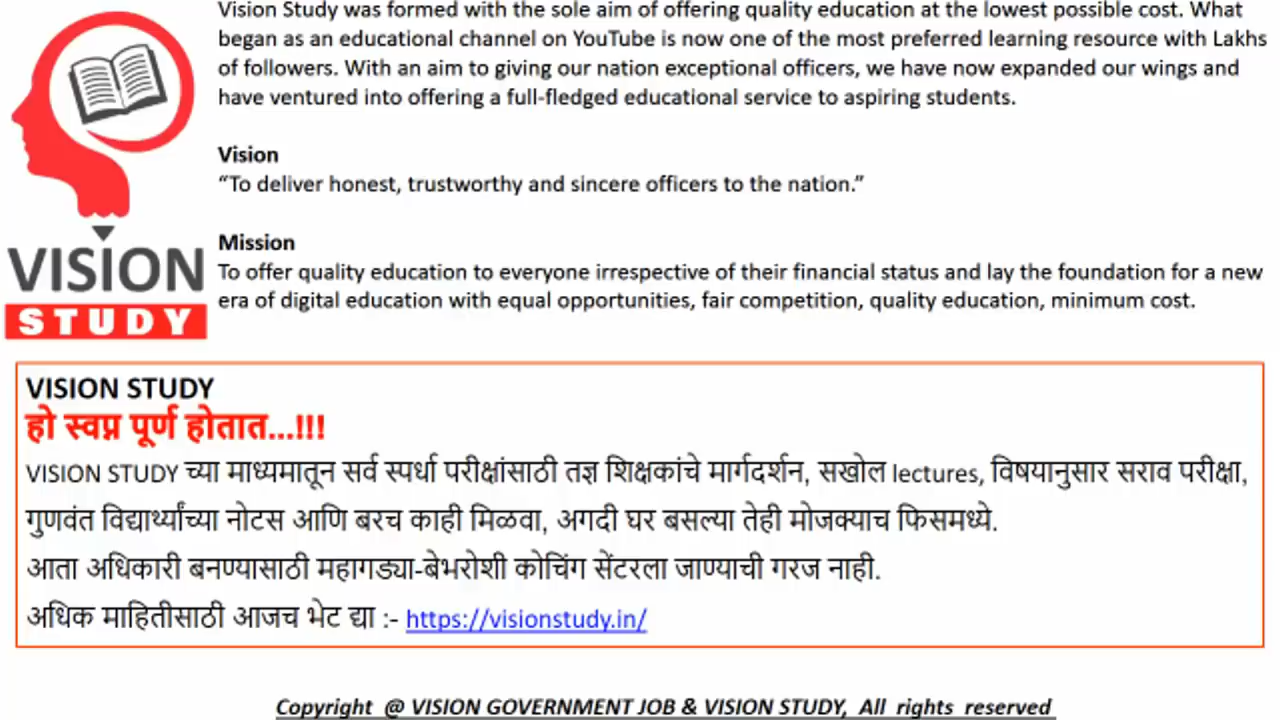 Vision Study was formed with the sole aim of offering quality education at the lowest possible cost. What
began as an educational channel on YouTube is now one of the most preferred learning resource with Lakhs
of followers. With an aim to giving our nation exceptional officers, we have now expanded our wings and
have ventured into offering a full-fledged educational service to aspiring students.
Vision
“To deliver honest, trustworthy and sincere officers to the nation.”
Mission
To offer quality education to everyone irrespective of their financial status and lay the foundation for a new
era of digital education with equal opportunities, fair competition, quality education, minimum cost.
VISION
STUDY
VISION STUDY
हो स्वप्न पूर्ण होतात...!!!
VISION STUDY च्या माध्यमातून सर्व स्पर्धा परीक्षांसाठी तज्ञ शिक्षकांचे मार्गदर्शन, सखोल lectures, विषयानुसार सराव परीक्षा,
गुणवंत विद्यार्थ्यांच्या नोटस आणि बरच काही मिळवा, अगदी घर बसल्या तेही मोजक्याच फिसमध्ये.
आता अधिकारी बनण्यासाठी महागड्या-बेभरोशी कोचिंग सेंटरला जाण्याची गरज नाही.
अधिक माहितीसाठी आजच भेट द्या :- https://visionstudy.in/
Copyright @ VISION GOVERNMENT JOB & VISION STUDY, All rights reserved